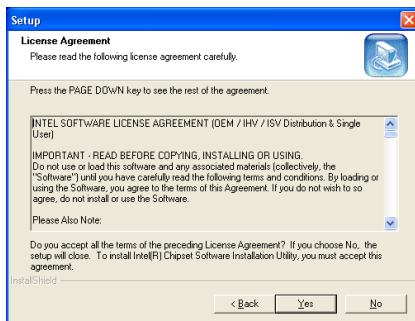 Setup
License Agreement
Please read the following license agreement carefully.
Press the PAGE DOWN key to see the rest of the agreement.
INTEL SOFTWARE LICENSE AGREEMENT (OEM / IHV / ISV Distribution & Single
User)
IMPORTANT - READ BEFORE COPYING, INSTALLING OR USING.
Do not use or load this software and any associated materials (collectively, the
"Software") until you have carefully read the following terms and conditions. By loading or
using the Software, you agree to the terms of this Agreement. If you do not wish to so
agree, do not install or use the Software.
Please Also Note:
Do you accept all the terms of the preceding License Agreement? If you choose No, the
setup will close. To install Intel(R) Chipset Software Installation Utility, you must accept this
agreement.
InstallShield
< Back Yes No